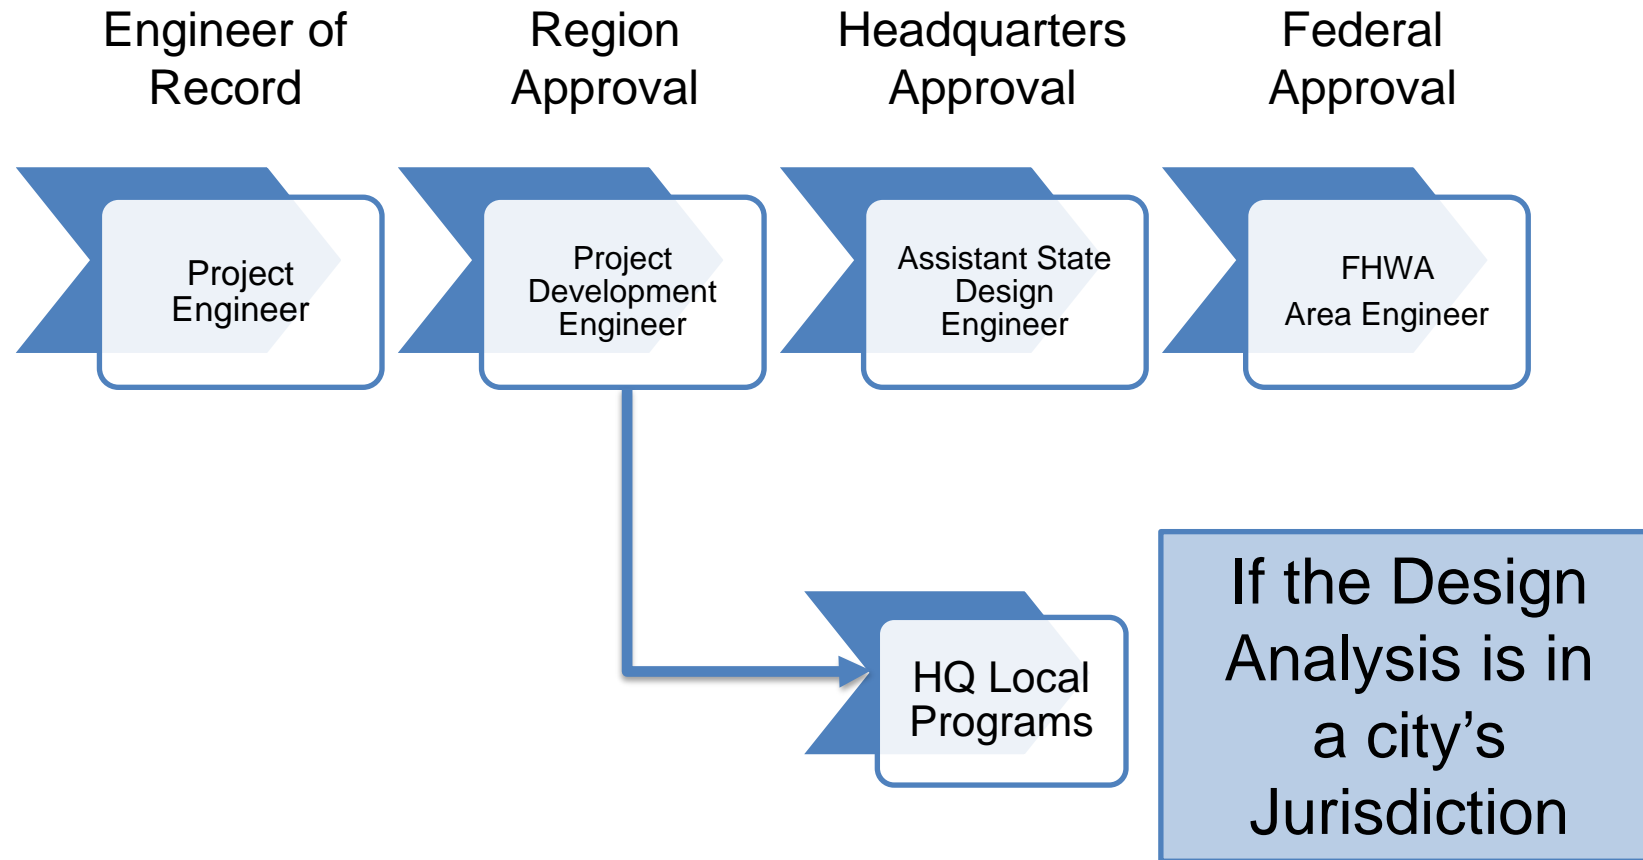 Engineer of
Record
Region
Approval
Headquarters
Approval
Federal
Approval
Project
Engineer
Project
Development
Engineer
Assistant State
Design
Engineer
FHWA
Area Engineer
HQ Local
Programs
If the Design
Analysis is in
a city’s
Jurisdiction